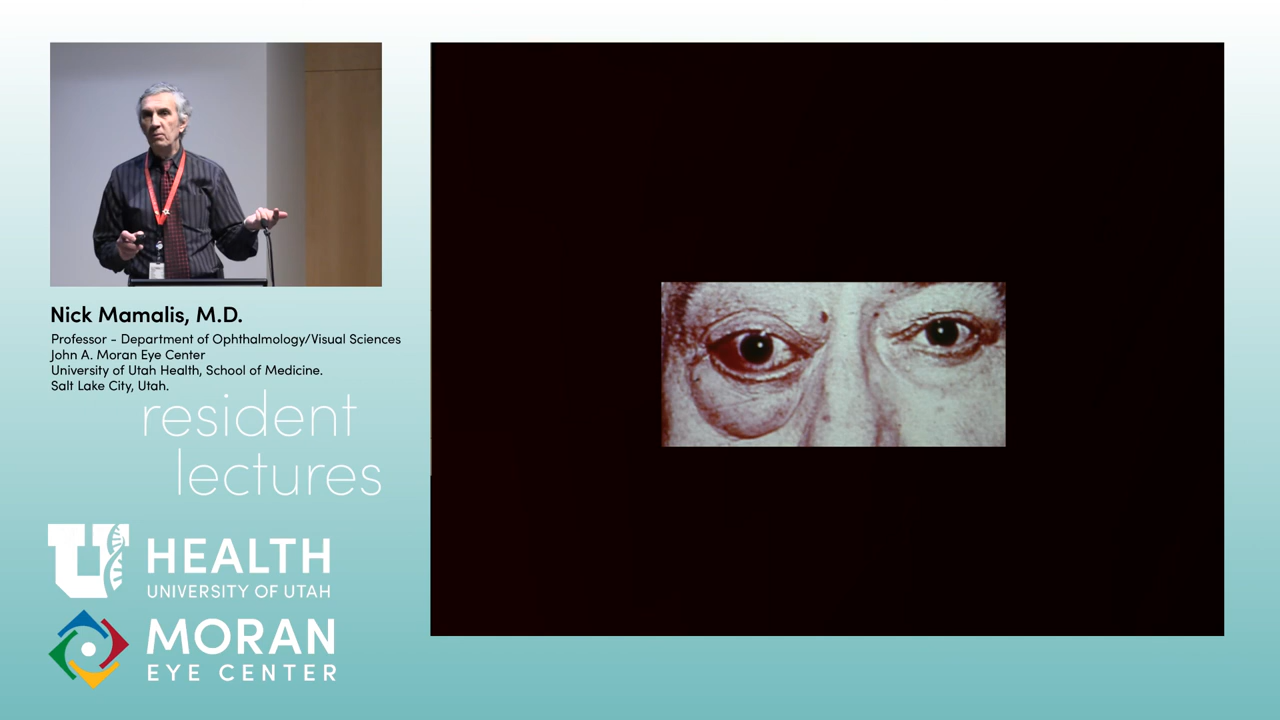 Nick Mamalis, M.D.
Professor - Department of Ophthalmology/Visual Sciences
John A. Moran Eye Center
University of Utah Health, School of Medicine.
Salt Lake City, Utah.
resident
lectures
U HEALTH
UNIVERSITY OF UTAH
MORAN
EYE CENTER